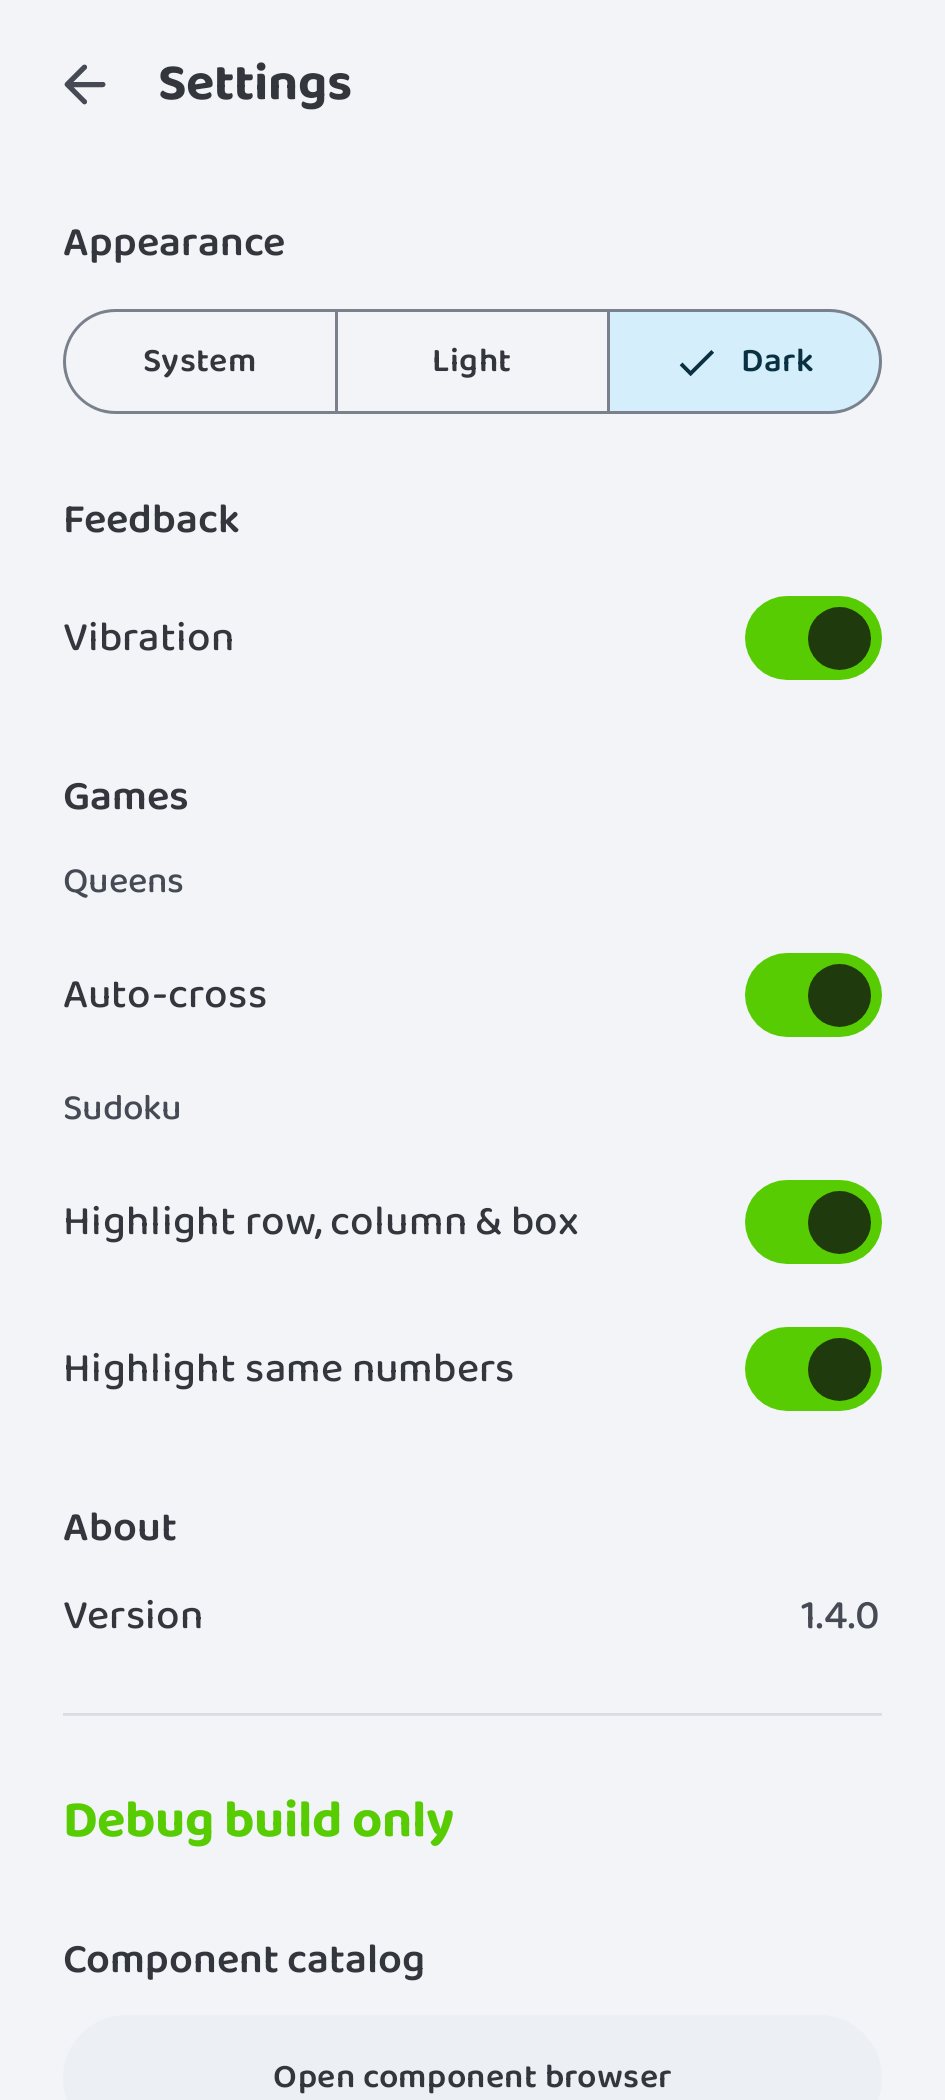 Settings
Appearance
System
Light
Dark
Feedback
Vibration
Games
Queens
Auto-cross
Sudoku
Highlight row, column & box
Highlight same numbers
About
Version 1.4.0
Debug build only
Component catalog
Open component browser